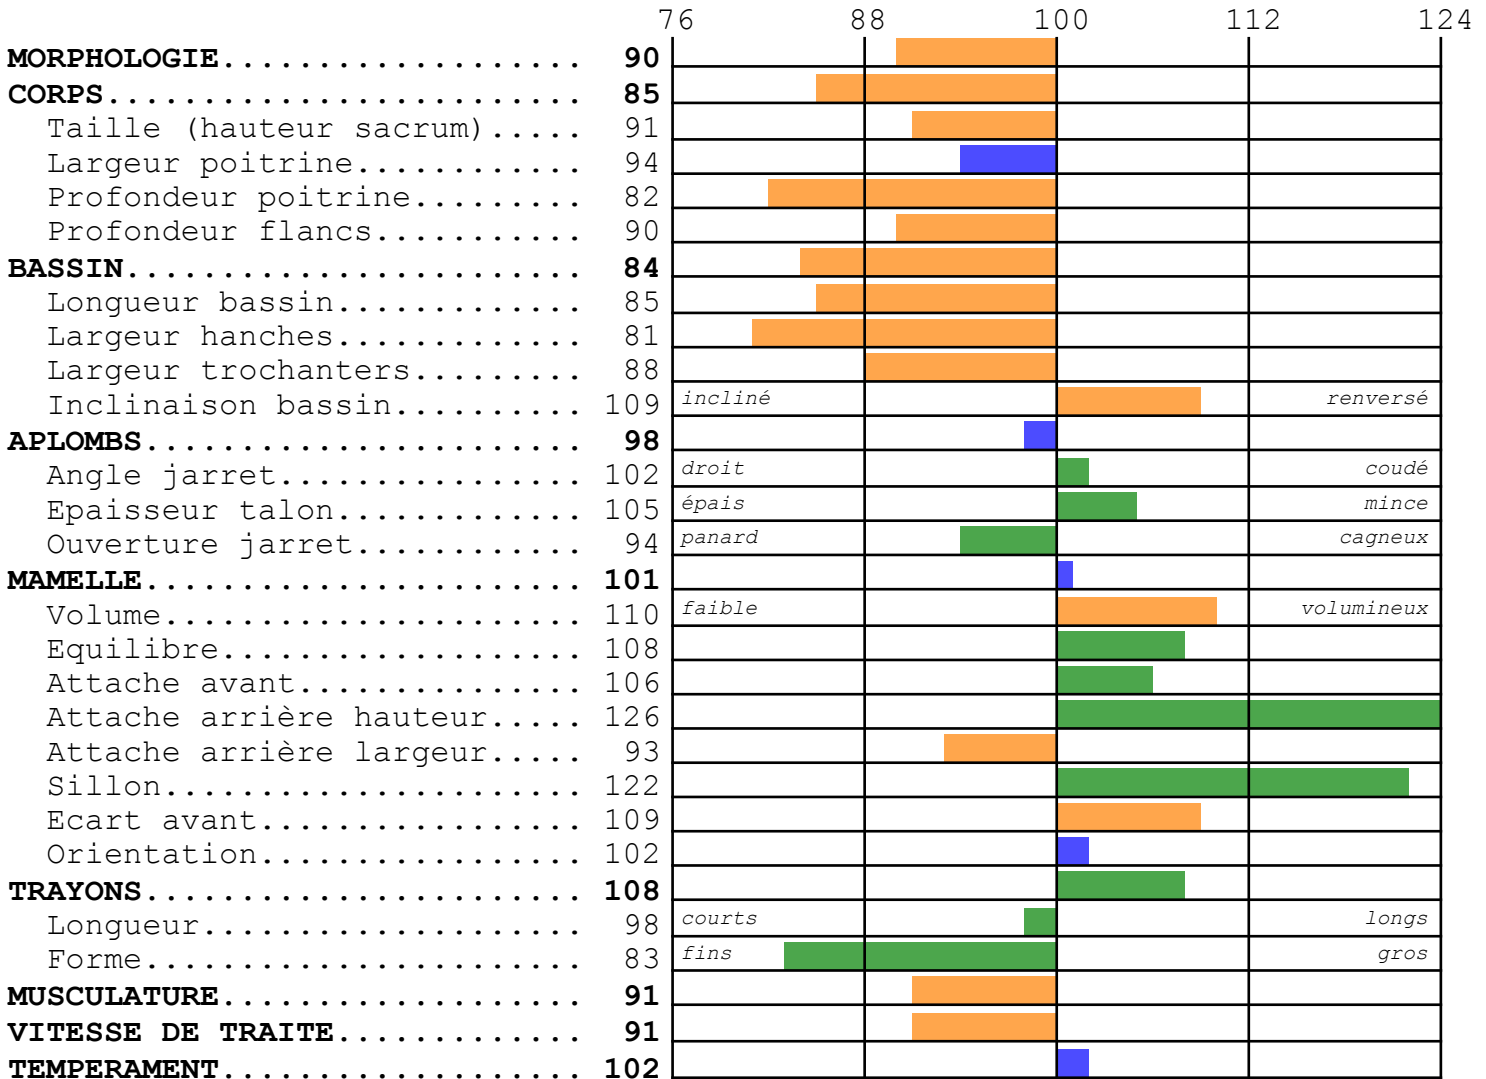 76 88 100 112 124
MORPHOLOGIE................... 90
CORPS......................... 85
Taille (hauteur sacrum)..... 91
Largeur poitrine............ 94
Profondeur poitrine......... 82
Profondeur flancs........... 90
BASSIN........................ 84
Longueur bassin............. 85
Largeur hanches............. 81
Largeur trochanters......... 88
Inclinaison bassin.......... 109 incliné renversé
APLOMBS....................... 98
Angle jarret................ 102 droit coudé
Epaisseur talon............. 105 épais mince
Ouverture jarret............ 94 panard cagneux
MAMELLE....................... 101
Volume...................... 110 faible volumineux
Equilibre................... 108
Attache avant............... 106
Attache arrière hauteur..... 126
Attache arrière largeur..... 93
Sillon...................... 122
Ecart avant................. 109
Orientation................. 102
TRAYONS....................... 108
Longueur.................... 98 courts longs
Forme....................... 83 fins gros
MUSCULATURE................... 91
VITESSE DE TRAITE............. 91
TEMPERAMENT................... 102